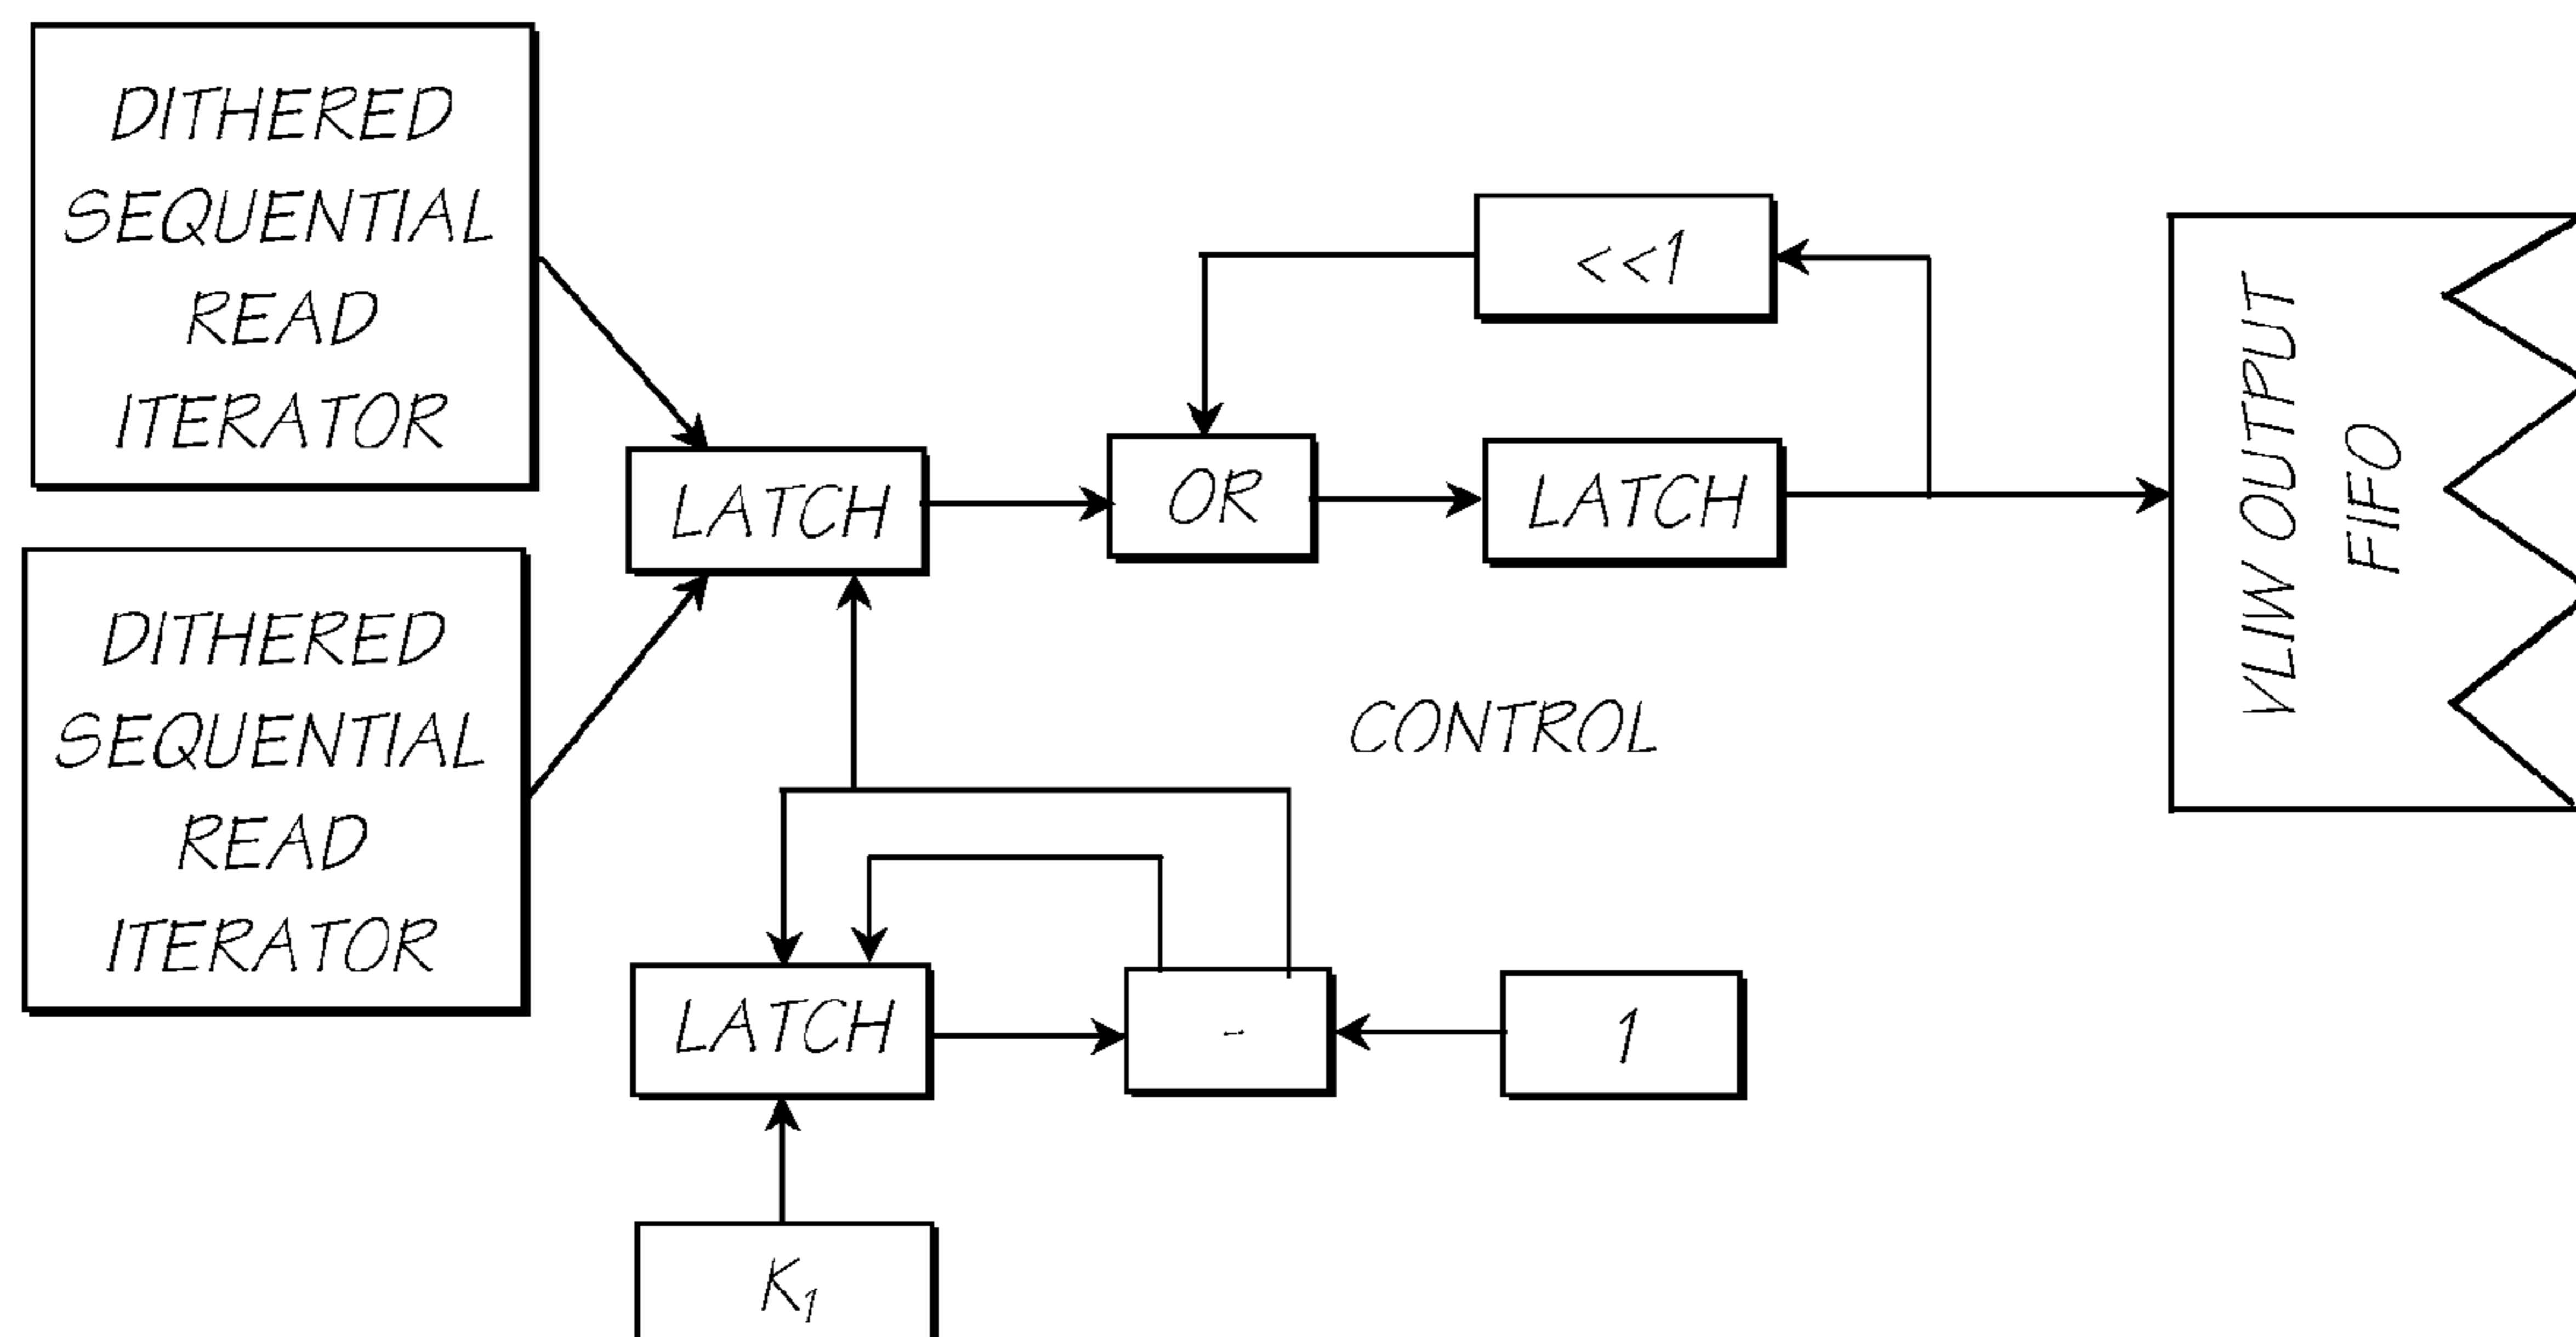 DITHERED
SEQUENTIAL
READ
ITERATOR
DITHERED
SEQUENTIAL
READ
ITERATOR
LATCH
OR
<<1
LATCH
VLIW OUTPUT
FIFO
CONTROL
LATCH
-
1
K₁